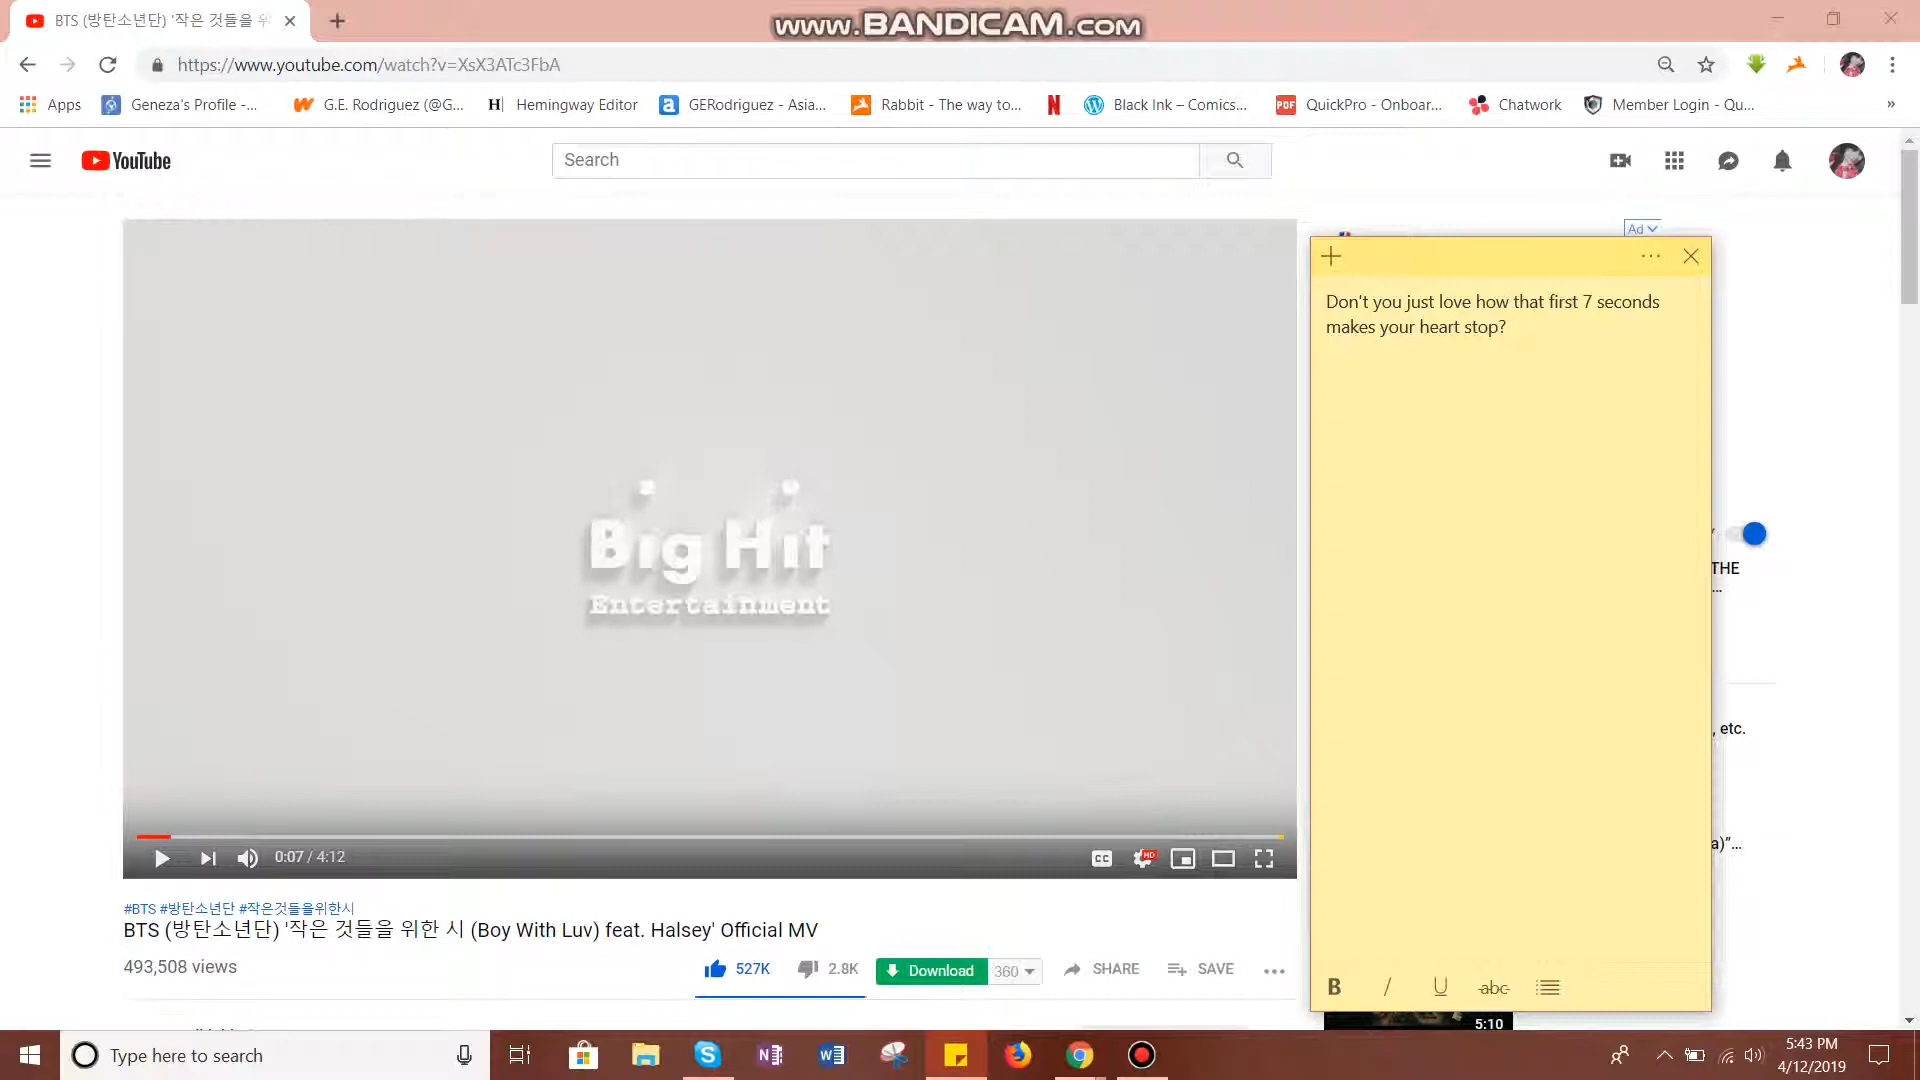 BTS (방탄소년단) '작은 것들을 위
www.BANDICAM.com
https://www.youtube.com/watch?v=XsX3ATc3FbA
Apps
Geneza's Profile -...
G.E. Rodriguez (@G...
Hemingway Editor
GERodriguez - Asia...
Rabbit - The way to...
Black Ink – Comics...
QuickPro - Onboar...
Chatwork
Member Login - Qu...
YouTube
Search
Ad
Don't you just love how that first 7 seconds
makes your heart stop?
Big Hit
Entertainment
THE
...
, etc.
a)”...
0:07 / 4:12
CC
HD
#BTS #방탄소년단 #작은것들을위한시
BTS (방탄소년단) '작은 것들을 위한 시 (Boy With Luv) feat. Halsey' Official MV
493,508 views
527K
2.8K
Download
360
SHARE
SAVE
B / U abc
5:10
Type here to search
5:43 PM
4/12/2019